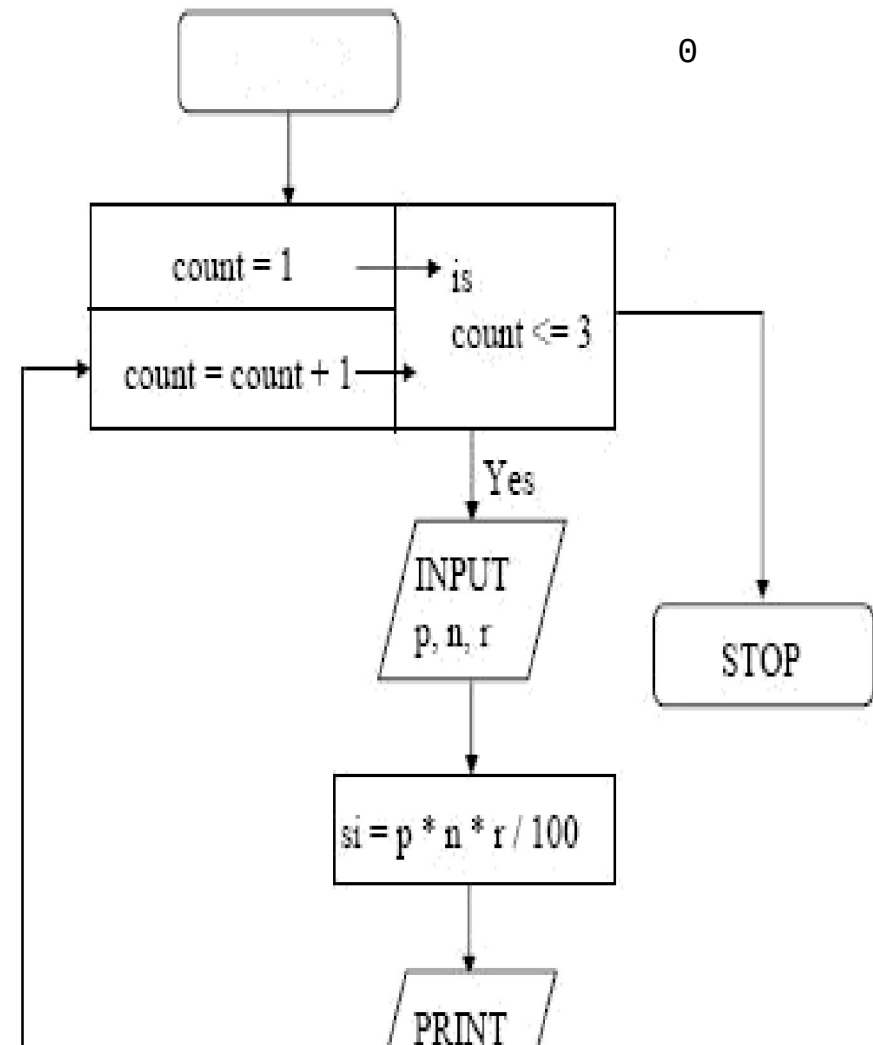 0
count = 1
is
count <= 3
count = count + 1
Yes
INPUT
p, n, r
STOP
si = p * n * r / 100
PRINT